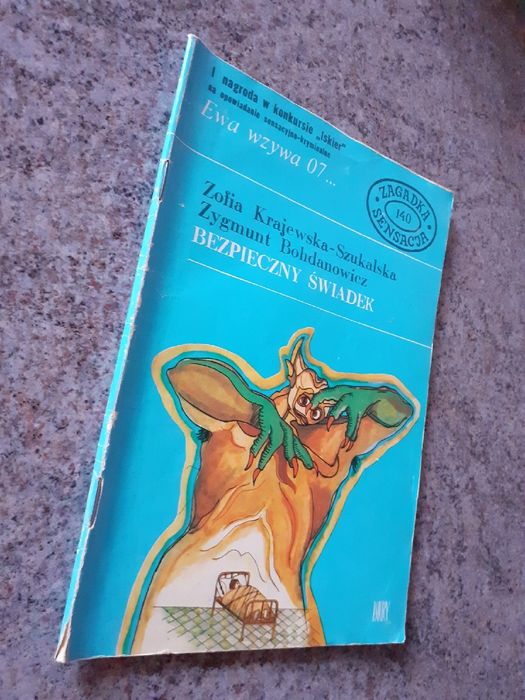 I nagroda w konkursie „Iskier"
na opowiadanie sensacyjno-kryminalne
Ewa wzywa 07...
ZAGADKA
140
SENSACJA
Zofia Krajewska-Szukalska
Zygmunt Bohdanowicz
BEZPIECZNY ŚWIADEK
ISKRY